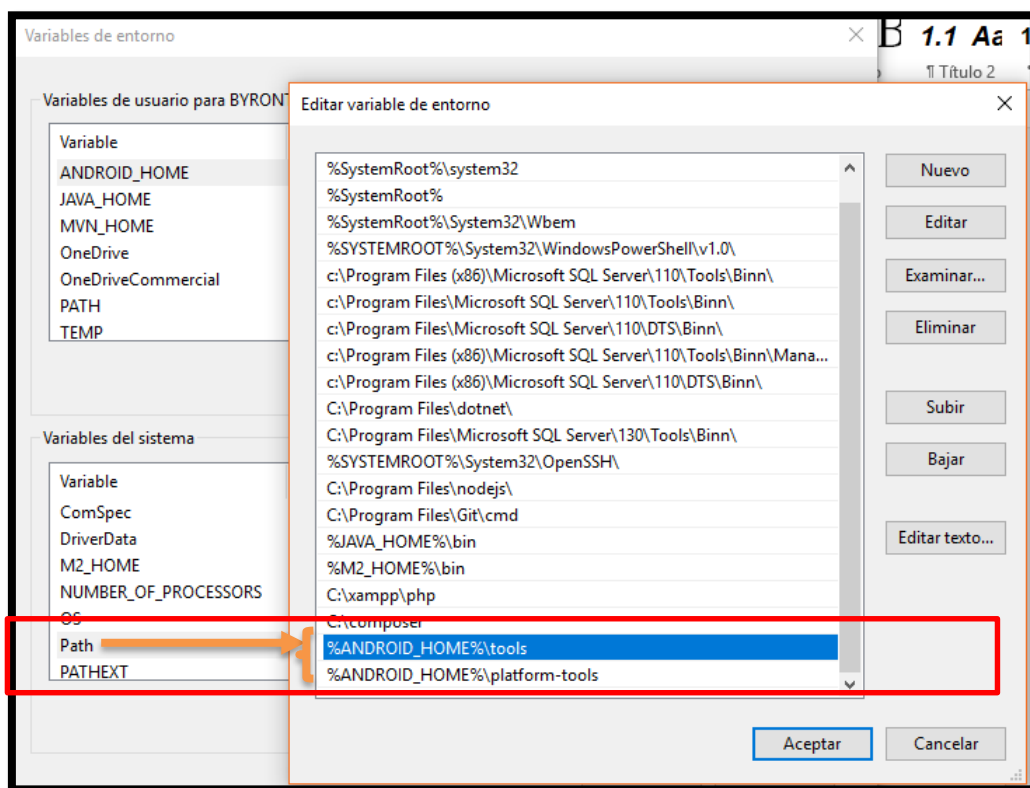 Variables de entorno
B 1.1 Aa 1
¶ Título 2
Variables de usuario para BYRONT
Variable
ANDROID_HOME
JAVA_HOME
MVN_HOME
OneDrive
OneDriveCommercial
PATH
TEMP
Variables del sistema
Variable
ComSpec
DriverData
M2_HOME
NUMBER_OF_PROCESSORS
OS
Path
PATHEXT
Editar variable de entorno
%SystemRoot%\system32
%SystemRoot%
%SystemRoot%\System32\Wbem
%SYSTEMROOT%\System32\WindowsPowerShell\v1.0\
c:\Program Files (x86)\Microsoft SQL Server\110\Tools\Binn\
c:\Program Files\Microsoft SQL Server\110\Tools\Binn\
c:\Program Files\Microsoft SQL Server\110\DTS\Binn\
c:\Program Files (x86)\Microsoft SQL Server\110\Tools\Binn\Mana...
c:\Program Files (x86)\Microsoft SQL Server\110\DTS\Binn\
C:\Program Files\dotnet\
C:\Program Files\Microsoft SQL Server\130\Tools\Binn\
%SYSTEMROOT%\System32\OpenSSH\
C:\Program Files\nodejs\
C:\Program Files\Git\cmd
%JAVA_HOME%\bin
%M2_HOME%\bin
C:\xampp\php
C:\composer
%ANDROID_HOME%\tools
%ANDROID_HOME%\platform-tools
Nuevo
Editar
Examinar...
Eliminar
Subir
Bajar
Editar texto...
Aceptar
Cancelar